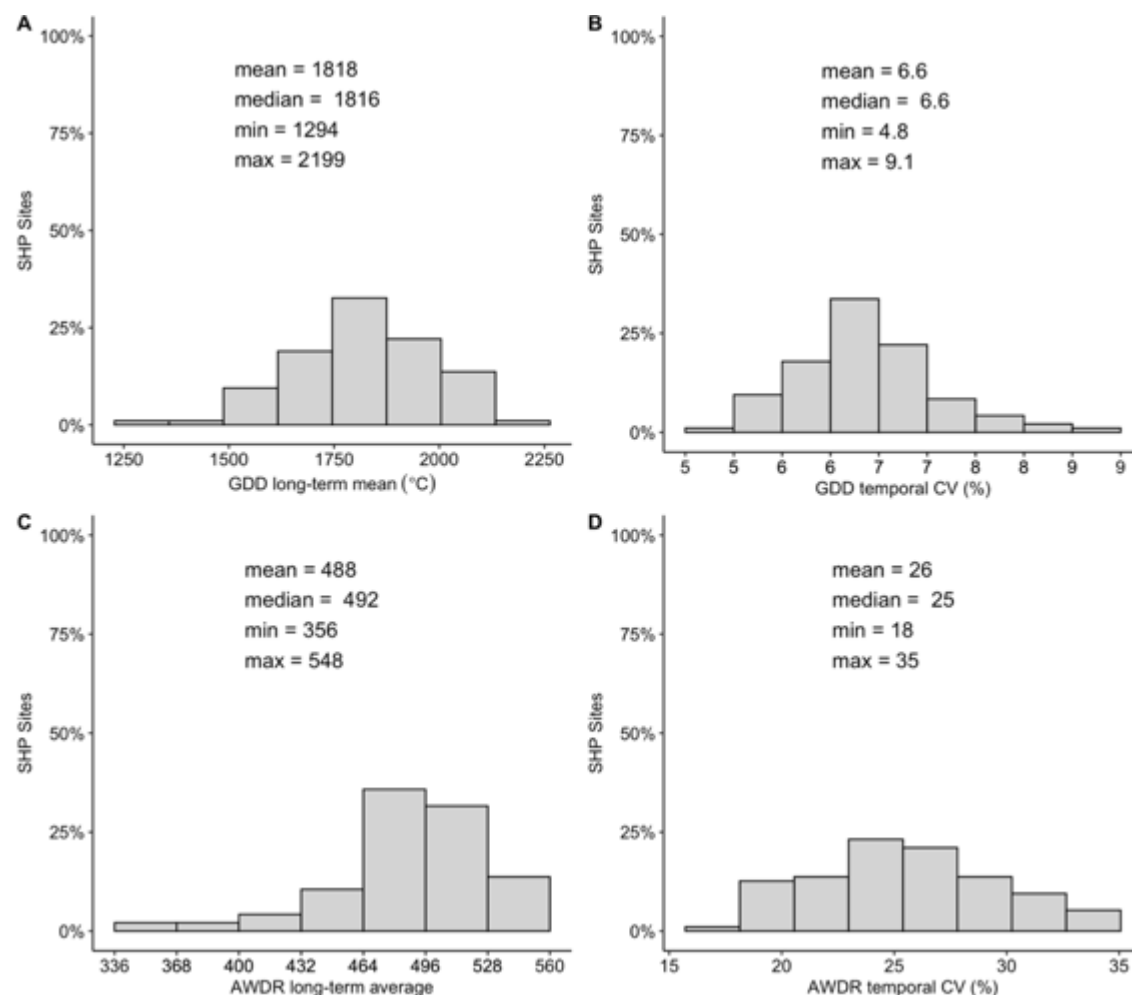 A
100%
75%
50%
25%
0%
SHP Sites
mean = 1818
median =  1816
min = 1294
max = 2199
1250 1500 1750 2000 2250
GDD long-term mean (°C)
B
100%
75%
50%
25%
0%
SHP Sites
mean = 6.6
median =  6.6
min = 4.8
max = 9.1
5 5 6 6 7 7 8 8 9 9
GDD temporal CV (%)
C
100%
75%
50%
25%
0%
SHP Sites
mean = 488
median =  492
min = 356
max = 548
336 368 400 432 464 496 528 560
AWDR long-term average
D
100%
75%
50%
25%
0%
SHP Sites
mean = 26
median =  25
min = 18
max = 35
15 20 25 30 35
AWDR temporal CV (%)